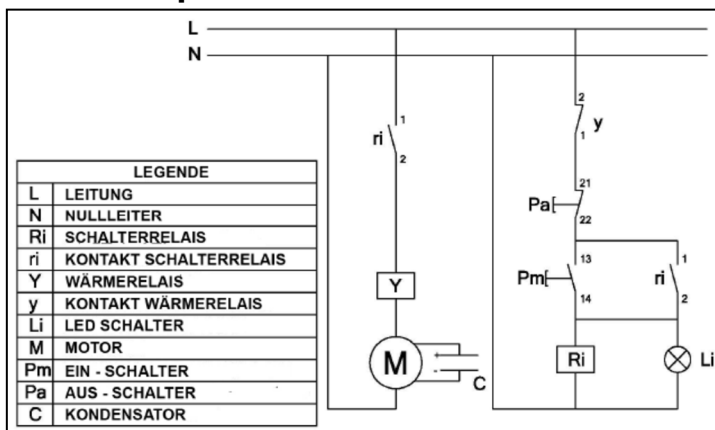 L
N
ri
1
2
Y
M
+
-
C
2
y
1
21
Pa
22
13
Pm
14
1
ri
2
Ri
Li
LEGENDE
L LEITUNG
N NULLLEITER
Ri SCHALTERRELAIS
ri KONTAKT SCHALTERRELAIS
Y WÄRMERELAIS
y KONTAKT WÄRMERELAIS
Li LED SCHALTER
M MOTOR
Pm EIN - SCHALTER
Pa AUS - SCHALTER
C KONDENSATOR